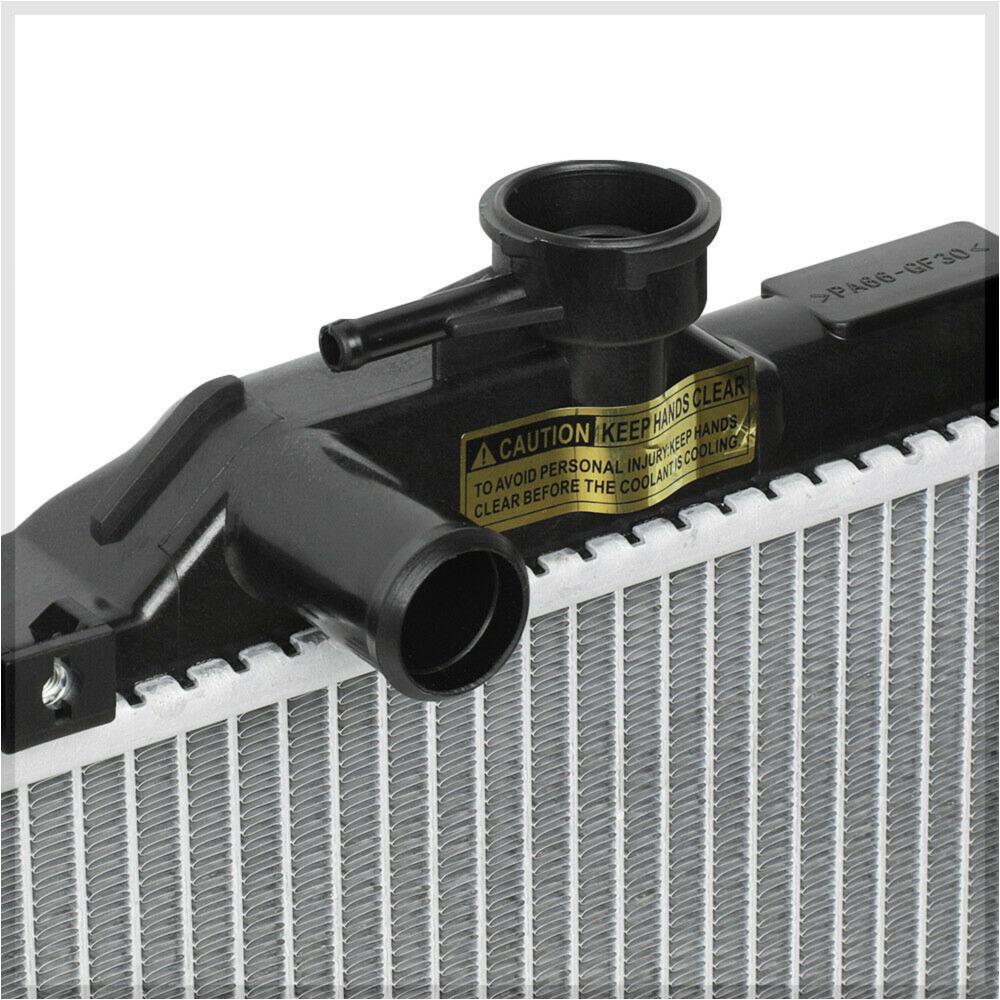 >PA66-GF30<
CAUTION KEEP HANDS CLEAR
TO AVOID PERSONAL INJURY:KEEP HANDS
CLEAR BEFORE THE COOLANT IS COOLING.